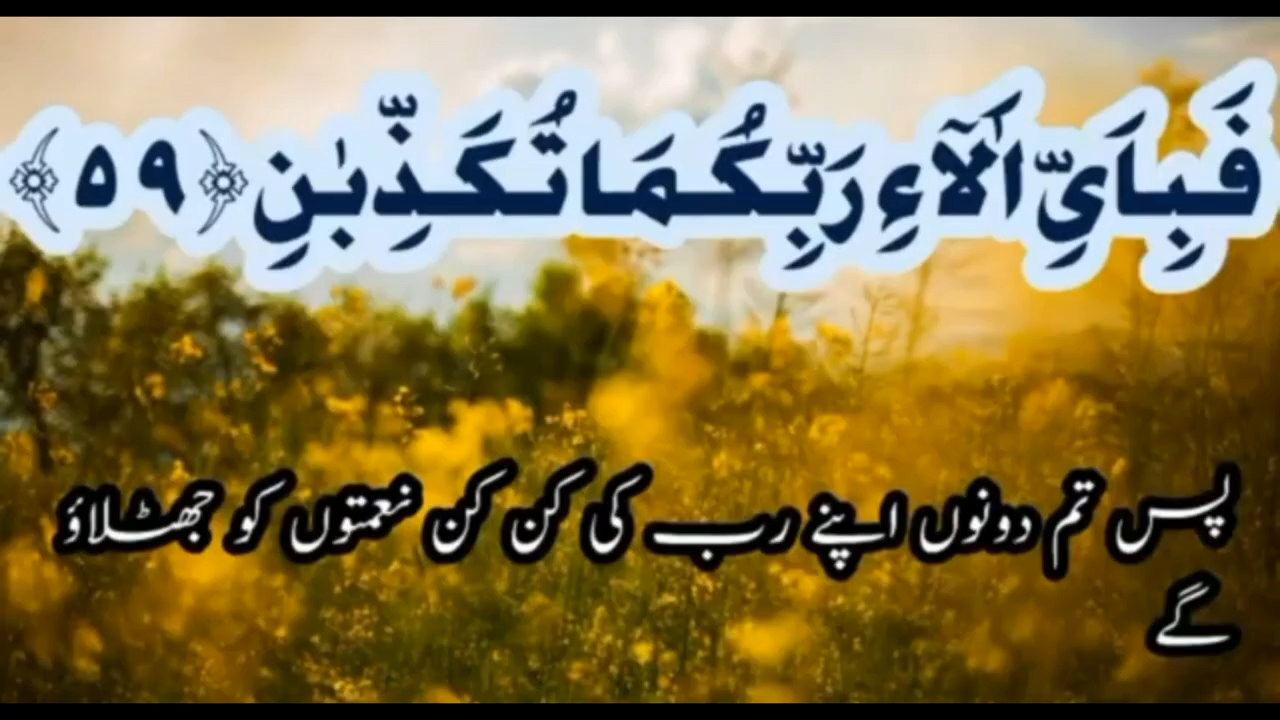 فَبِاَیِّ اٰلَآءِ رَبِّكُمَا تُكَذِّبٰنِ ﴿۵۹﴾
پس تم دونوں اپنے رب کی کن کن نعمتوں کو جھٹلاؤ
گے